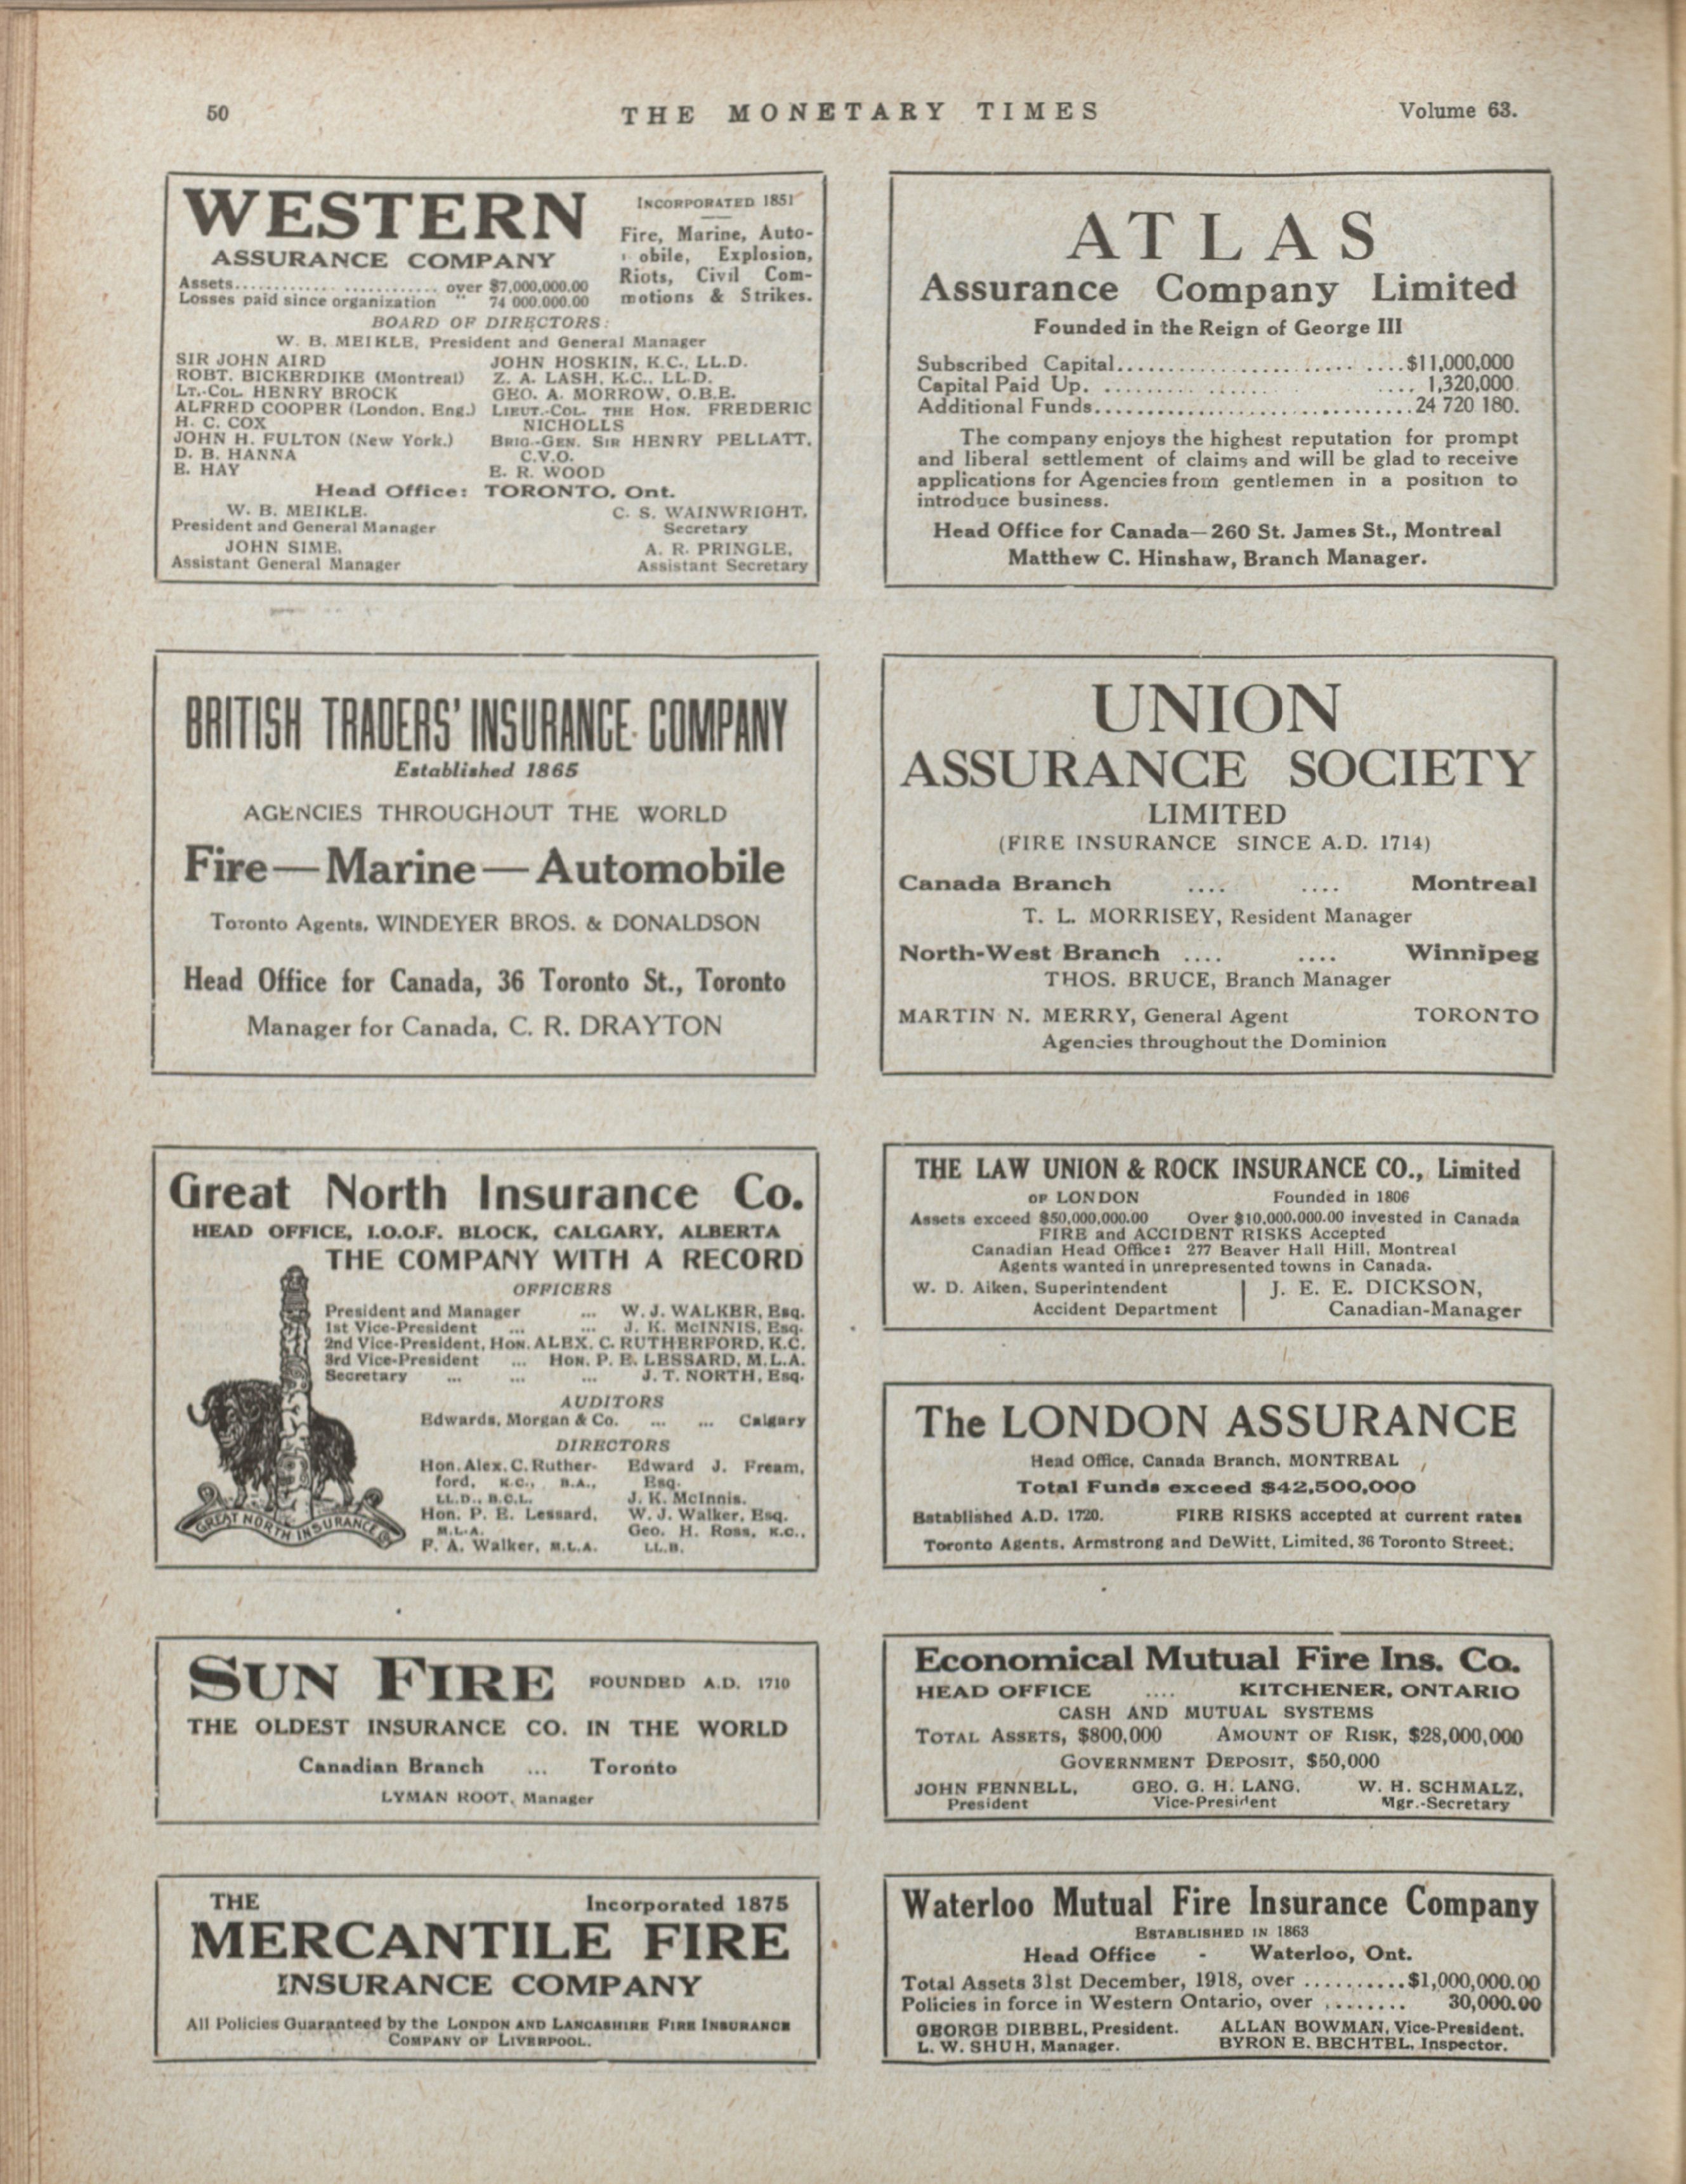 50
THE MONETARY TIMES
Volume 63.
WESTERN
ASSURANCE COMPANY
INCORPORATED 1851
Fire, Marine, Auto-
obile, Explosion,
Riots, Civil Com-
motions & Strikes.
Assets........................ over $7,000,000.00
Losses paid since organization " 74 000.000.00
BOARD OF DIRECTORS:
W. B. MEIKLE, President and General Manager
SIR JOHN AIRD
ROBT. BICKERDIKE (Montreal)
LT.-COL. HENRY BROCK
ALFRED COOPER (London, Eng.)
H. C. COX
JOHN H. FULTON (New York.)
D. B. HANNA
E. HAY
JOHN HOSKIN, K.C., LL.D.
Z. A. LASH, K.C., LL.D.
GEO. A. MORROW, O.B.E.
LIEUT.-COL. THE HON. FREDERIC
NICHOLLS
BRIG.-GEN. SIR HENRY PELLATT,
C.V.O.
E. R. WOOD
Head Office: TORONTO, Ont.
W. B. MEIKLE,
President and General Manager
C. S. WAINWRIGHT,
Secretary
JOHN SIME,
Assistant General Manager
A. R. PRINGLE,
Assistant Secretary
ATLAS
Assurance Company Limited
Founded in the Reign of George III
Subscribed Capital............................$11,000,000
Capital Paid Up. ............................ 1,320,000.
Additional Funds................................24 720 180.
The company enjoys the highest reputation for prompt
and liberal settlement of claims and will be glad to receive
applications for Agencies from gentlemen in a position to
introduce business.
Head Office for Canada—260 St. James St., Montreal
Matthew C. Hinshaw, Branch Manager.
BRITISH TRADERS' INSURANCE COMPANY
Established 1865
AGENCIES THROUGHOUT THE WORLD
Fire—Marine—Automobile
Toronto Agents, WINDEYER BROS. & DONALDSON
Head Office for Canada, 36 Toronto St., Toronto
Manager for Canada, C. R. DRAYTON
UNION
ASSURANCE SOCIETY
LIMITED
(FIRE INSURANCE SINCE A.D. 1714)
Canada Branch .... .... Montreal
T. L. MORRISEY, Resident Manager
North-West Branch .... .... Winnipeg
THOS. BRUCE, Branch Manager
MARTIN N. MERRY, General Agent TORONTO
Agencies throughout the Dominion
Great North Insurance Co.
HEAD OFFICE, I.O.O.F. BLOCK, CALGARY, ALBERTA
THE COMPANY WITH A RECORD
OFFICERS
President and Manager ... W. J. WALKER, Esq.
1st Vice-President ... ... J. K. McINNIS, Esq.
2nd Vice-President, HON. ALEX. C. RUTHERFORD, K.C.
3rd Vice-President ... HON. P. E. LESSARD, M.L.A.
Secretary ... ... ... J. T. NORTH, Esq.
AUDITORS
Edwards, Morgan & Co. ... ... Calgary
DIRECTORS
Hon. Alex. C. Ruther-
ford, K.C., B.A.,
LL.D., B.C.L.
Hon. P. E. Lessard,
M.L.A.
F. A. Walker, M.L.A.
Edward J. Fream,
Esq.
J. K. McInnis.
W. J. Walker, Esq.
Geo. H. Ross, K.C.,
LL.B.
GREAT NORTH INSURANCE Co
THE LAW UNION & ROCK INSURANCE CO., Limited
OF LONDON Founded in 1806
Assets exceed $50,000,000.00 Over $10,000,000.00 invested in Canada
FIRE and ACCIDENT RISKS Accepted
Canadian Head Office: 277 Beaver Hall Hill, Montreal
Agents wanted in unrepresented towns in Canada.
W. D. Aiken, Superintendent
Accident Department
J. E. E. DICKSON,
Canadian-Manager
The LONDON ASSURANCE
Head Office, Canada Branch, MONTREAL
Total Funds exceed $42,500,000
Established A.D. 1720. FIRE RISKS accepted at current rates
Toronto Agents, Armstrong and DeWitt, Limited, 36 Toronto Street.
SUN FIRE FOUNDED A.D. 1710
THE OLDEST INSURANCE CO. IN THE WORLD
Canadian Branch ... Toronto
LYMAN ROOT, Manager
Economical Mutual Fire Ins. Co.
HEAD OFFICE .... KITCHENER, ONTARIO
CASH AND MUTUAL SYSTEMS
TOTAL ASSETS, $800,000 AMOUNT OF RISK, $28,000,000
GOVERNMENT DEPOSIT, $50,000
JOHN FENNELL, GEO. G. H. LANG, W. H. SCHMALZ,
President Vice-President Mgr.-Secretary
THE Incorporated 1875
MERCANTILE FIRE
INSURANCE COMPANY
All Policies Guaranteed by the LONDON AND LANCASHIRE FIRE INSURANCE
COMPANY OF LIVERPOOL.
Waterloo Mutual Fire Insurance Company
ESTABLISHED IN 1863
Head Office - Waterloo, Ont.
Total Assets 31st December, 1918, over ..........$1,000,000.00
Policies in force in Western Ontario, over ........ 30,000.00
GEORGE DIEBEL, President. ALLAN BOWMAN, Vice-President.
L. W. SHUH, Manager. BYRON E. BECHTEL, Inspector.